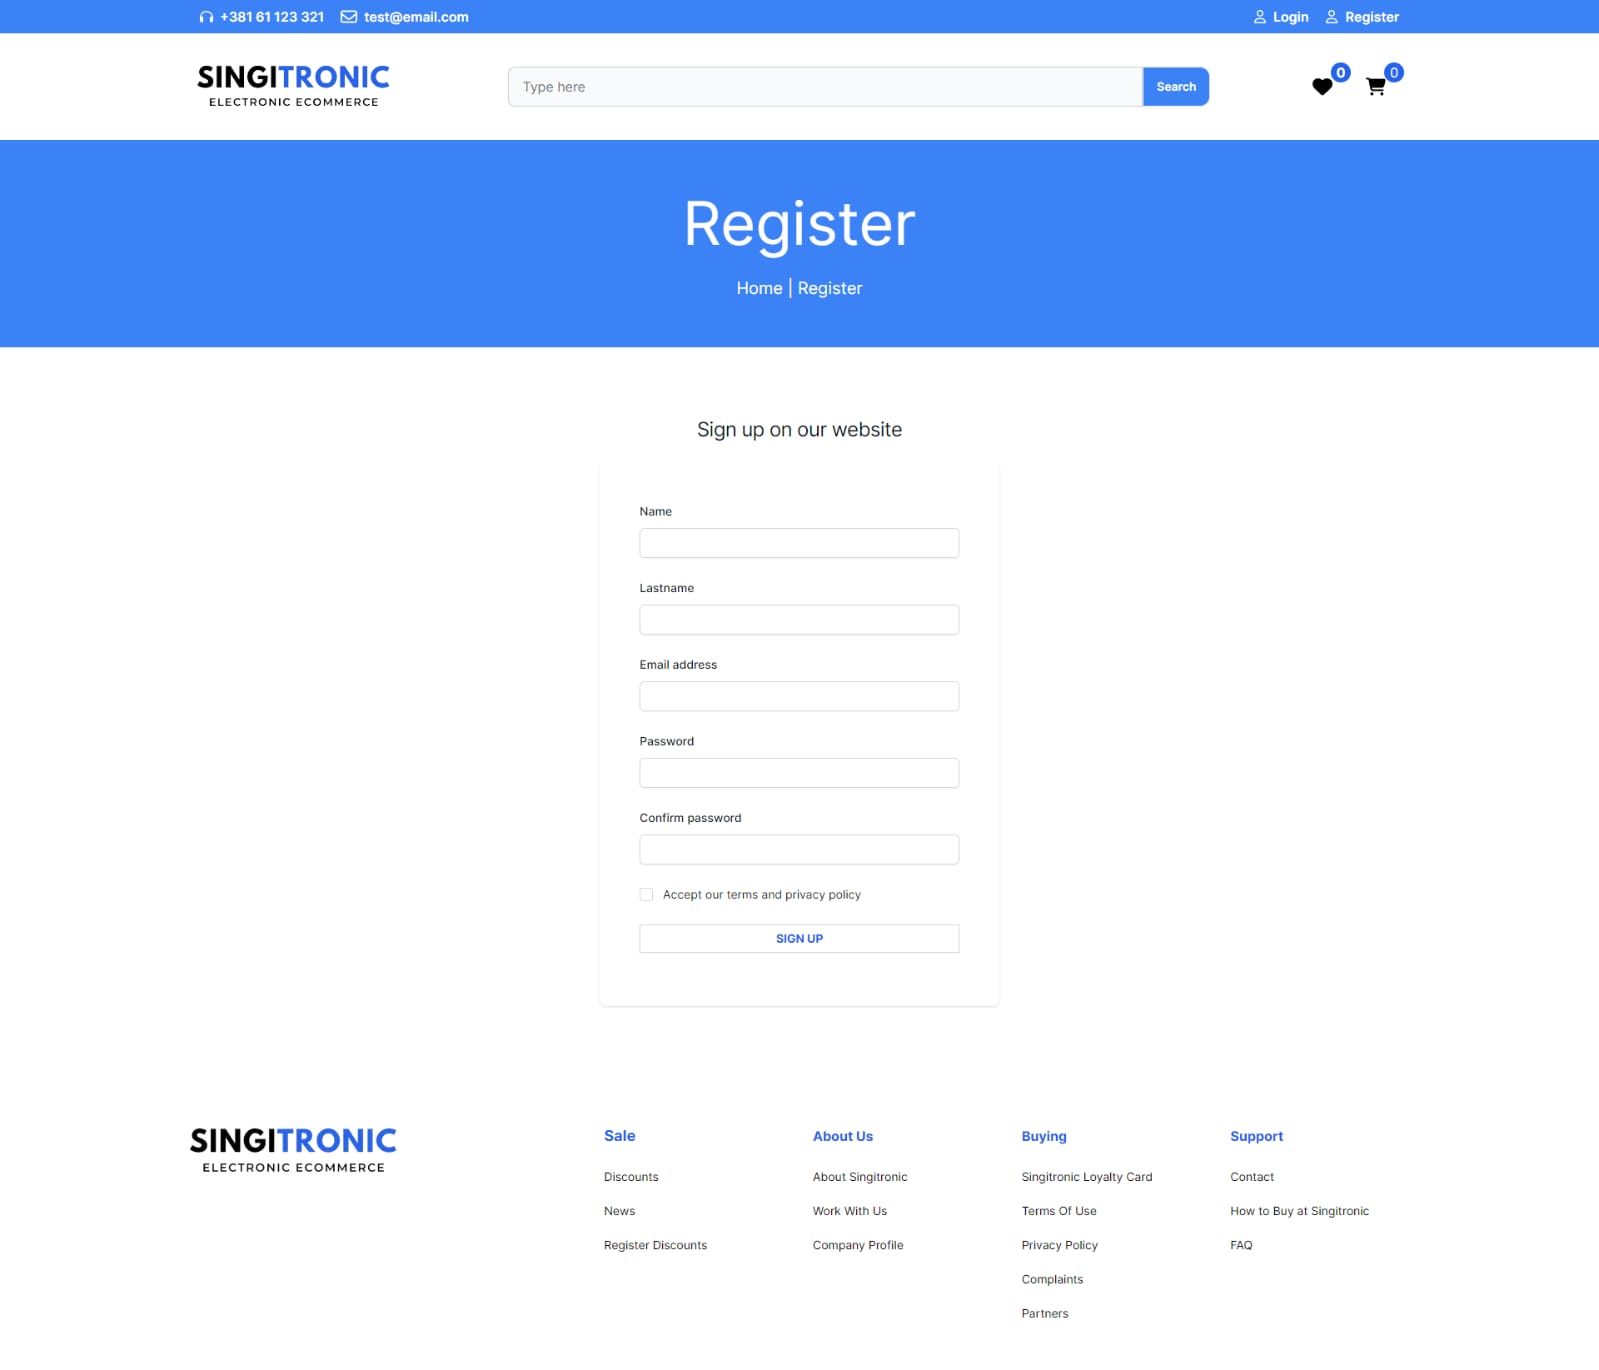 +381 61 123 321 test@email.com Login Register
SINGITRONIC
ELECTRONIC ECOMMERCE
Type here Search 0 0
Register
Home | Register
Sign up on our website
Name
Lastname
Email address
Password
Confirm password
Accept our terms and privacy policy
SIGN UP
SINGITRONIC
ELECTRONIC ECOMMERCE
Sale
Discounts
News
Register Discounts
About Us
About Singitronic
Work With Us
Company Profile
Buying
Singitronic Loyalty Card
Terms Of Use
Privacy Policy
Complaints
Partners
Support
Contact
How to Buy at Singitronic
FAQ